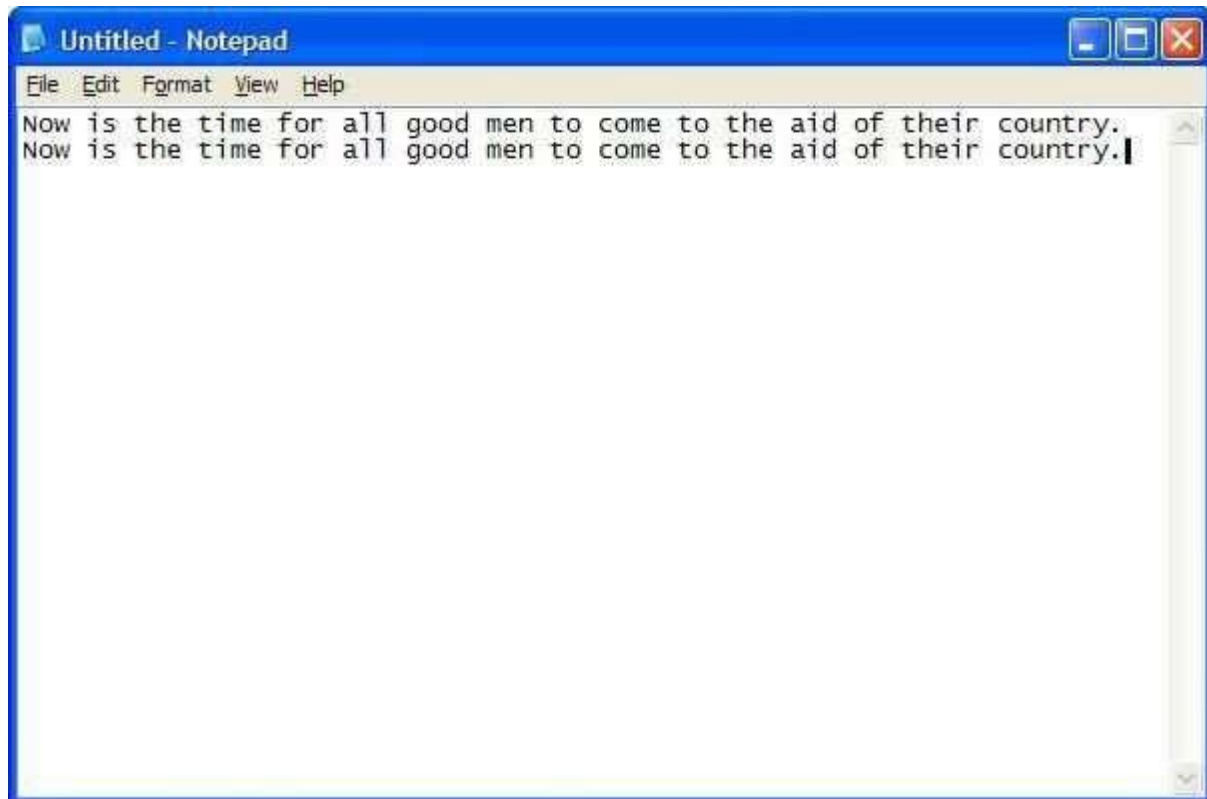 Untitled - Notepad
File Edit Format View Help
Now is the time for all good men to come to the aid of their country.
Now is the time for all good men to come to the aid of their country.